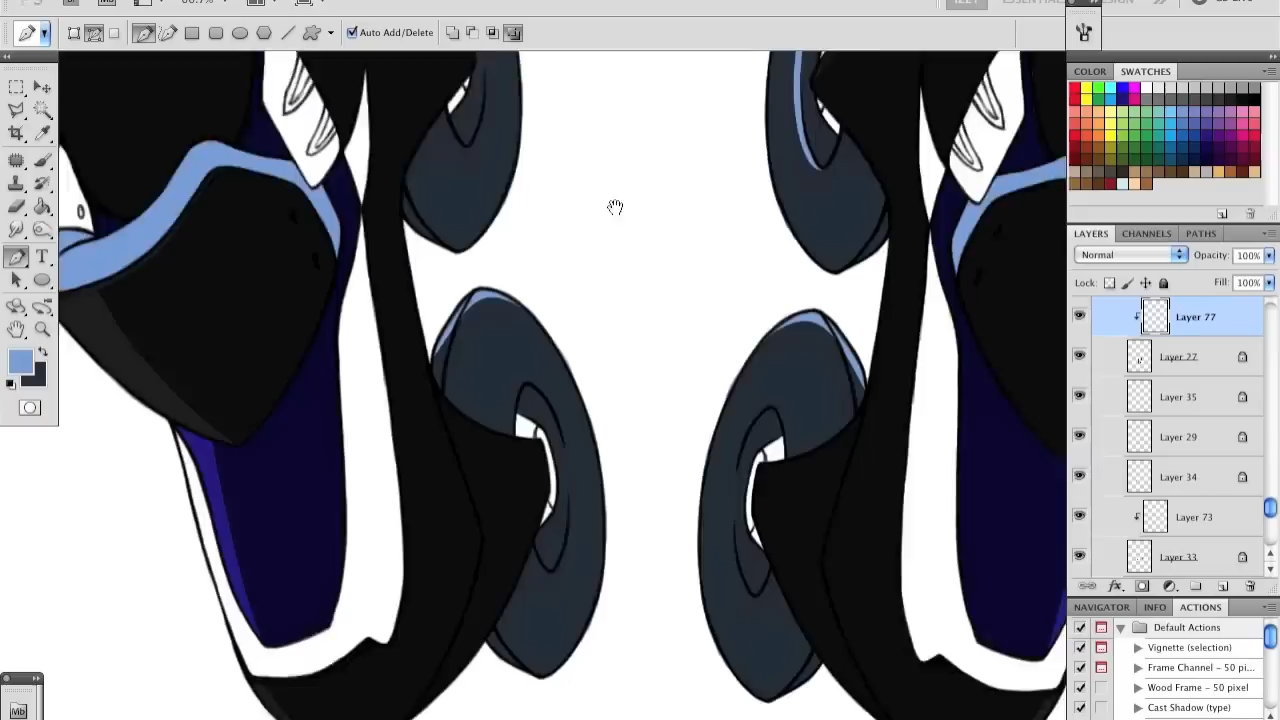 Auto Add/Delete
COLOR SWATCHES
LAYERS CHANNELS PATHS
Normal Opacity: 100%
Lock: Fill: 100%
Layer 77
Layer 22
Layer 35
Layer 29
Layer 34
Layer 73
Layer 33
NAVIGATOR INFO ACTIONS
Default Actions
Vignette (selection)
Frame Channel - 50 pi...
Wood Frame - 50 pixel
Cast Shadow (type)
Mb